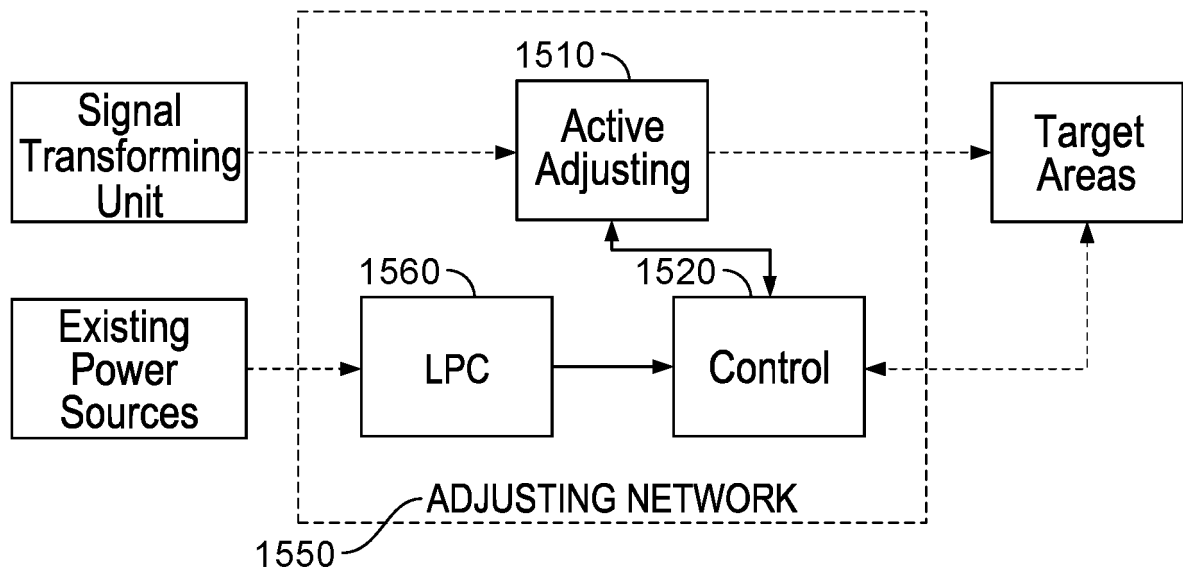 1510
Signal
Transforming
Unit
Active
Adjusting
Target
Areas
1560
1520
Existing
Power
Sources
LPC
Control
ADJUSTING NETWORK
1550